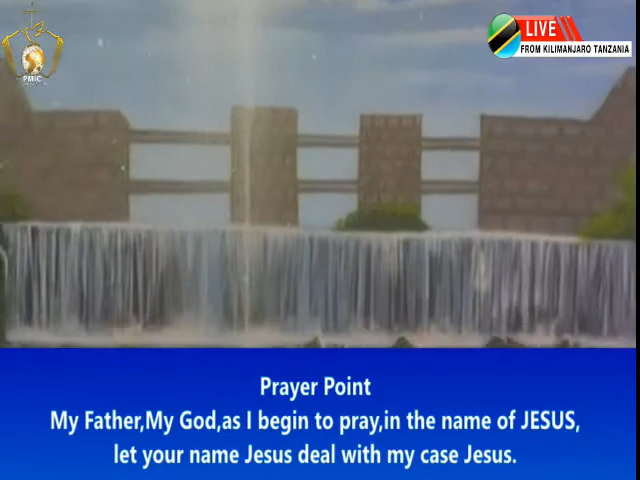 PMIC
LIVE
FROM KILIMANJARO TANZANIA
Prayer Point
My Father,My God,as I begin to pray,in the name of JESUS,
let your name Jesus deal with my case Jesus.